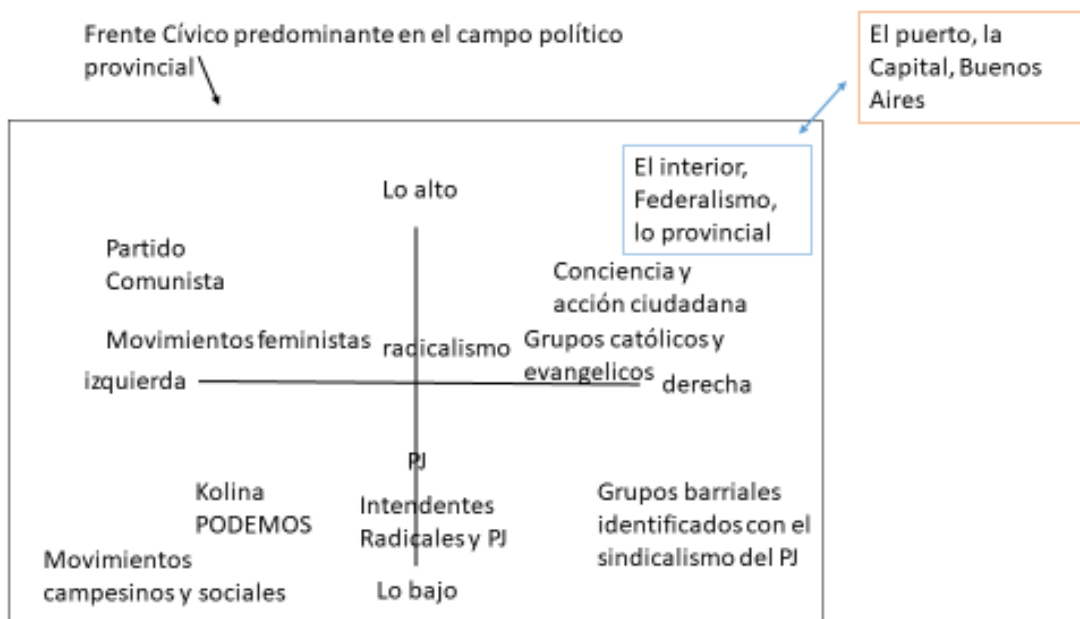 Frente Cívico predominante en el campo político
provincial
El puerto, la
Capital, Buenos
Aires
El interior,
Federalismo,
lo provincial
Lo alto
Partido
Comunista
Conciencia y
acción ciudadana
Movimientos feministas
radicalismo
Grupos católicos y
evangelicos
izquierda
derecha
PJ
Kolina
PODEMOS
Intendentes
Radicales y PJ
Grupos barriales
identificados con el
sindicalismo del PJ
Movimientos
campesinos y sociales
Lo bajo